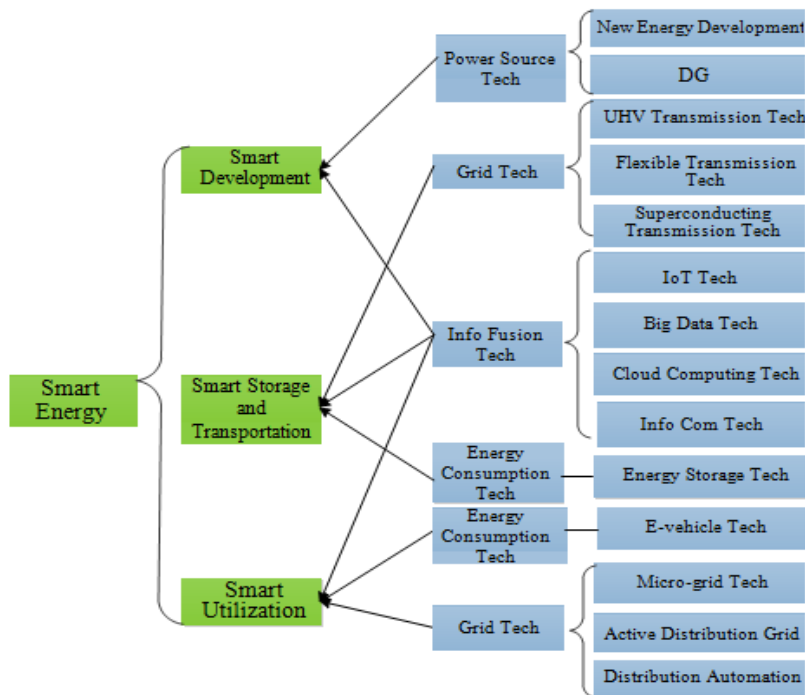 Smart
Energy
Smart
Development
Smart Storage
and
Transportation
Smart
Utilization
Power Source
Tech
Grid Tech
Info Fusion
Tech
Energy
Consumption
Tech
Energy
Consumption
Tech
Grid Tech
New Energy Development
DG
UHV Transmission Tech
Flexible Transmission
Tech
Superconducting
Transmission Tech
IoT Tech
Big Data Tech
Cloud Computing Tech
Info Com Tech
Energy Storage Tech
E-vehicle Tech
Micro-grid Tech
Active Distribution Grid
Distribution Automation